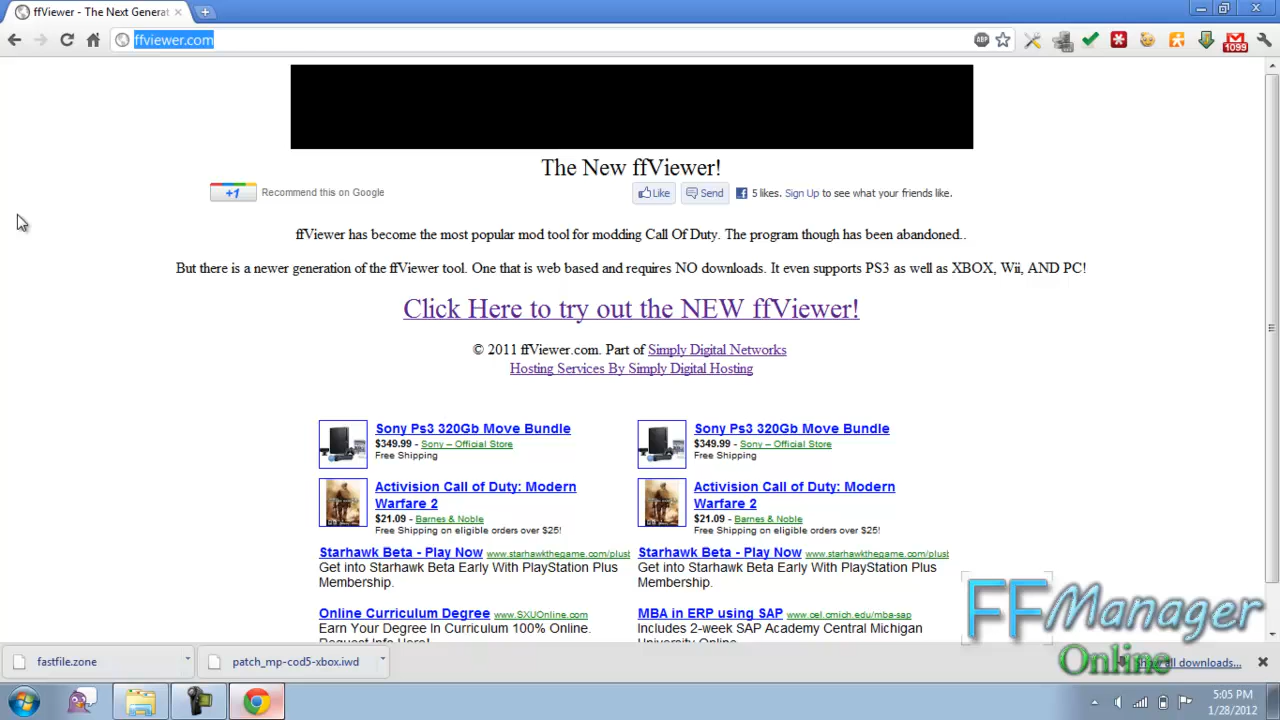 ffViewer - The Next Generat
ffviewer.com
ABP
1099
The New ffViewer!
+1 Recommend this on Google
Like Send 5 likes. Sign Up to see what your friends like.
ffViewer has become the most popular mod tool for modding Call Of Duty. The program though has been abandoned..
But there is a newer generation of the ffViewer tool. One that is web based and requires NO downloads. It even supports PS3 as well as XBOX, Wii, AND PC!
Click Here to try out the NEW ffViewer!
© 2011 ffViewer.com. Part of Simply Digital Networks
Hosting Services By Simply Digital Hosting
Sony Ps3 320Gb Move Bundle
$349.99 - Sony – Official Store
Free Shipping
Activision Call of Duty: Modern
Warfare 2
$21.09 - Barnes & Noble
Free Shipping on eligible orders over $25!
Starhawk Beta - Play Now www.starhawkthegame.com/plust
Get into Starhawk Beta Early With PlayStation Plus
Membership.
Online Curriculum Degree www.SXUOnline.com
Earn Your Degree In Curriculum 100% Online.
Request Info Here!
Sony Ps3 320Gb Move Bundle
$349.99 - Sony – Official Store
Free Shipping
Activision Call of Duty: Modern
Warfare 2
$21.09 - Barnes & Noble
Free Shipping on eligible orders over $25!
Starhawk Beta - Play Now www.starhawkthegame.com/plust
Get into Starhawk Beta Early With PlayStation Plus
Membership.
MBA in ERP using SAP www.cel.cmich.edu/mba-sap
Includes 2-week SAP Academy Central Michigan
University Online
FFManager
Online
fastfile.zone
patch_mp-cod5-xbox.iwd
Show all downloads...
5:05 PM
1/28/2012